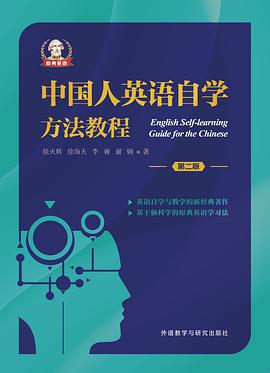 原典英语
中国人英语自学
方法教程
English Self-learning
Guide for the Chinese
徐火辉 徐海天 李睿 谢钢 ◎ 著
第二版
英语自学与教学的新经典著作
基于脑科学的原典英语学习法
外语教学与研究出版社